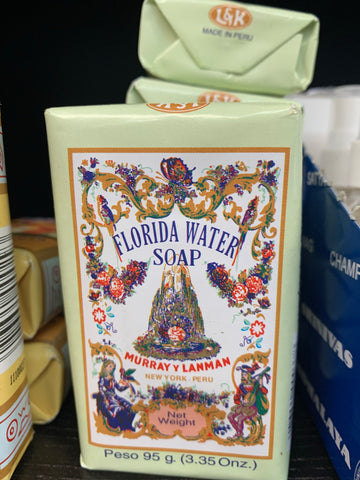 L&K
MADE IN PERU
L&K
FLORIDA WATER
SOAP
MURRAY Y LANMAN
NEW YORK - PERU
Net
Weight
Peso 95 g. (3.35 Onz.)
CHAMP